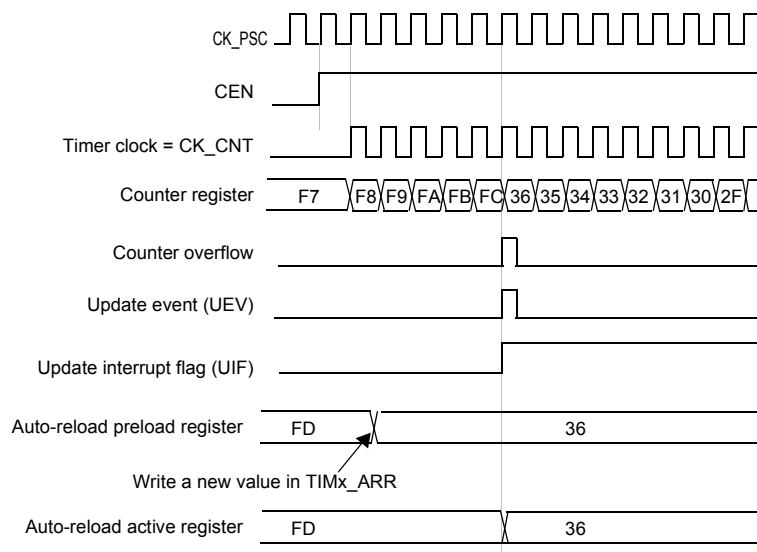 CK_PSC
CEN
Timer clock = CK_CNT
Counter register F7 F8 F9 FA FB FC 36 35 34 33 32 31 30 2F
Counter overflow
Update event (UEV)
Update interrupt flag (UIF)
Auto-reload preload register FD 36
Write a new value in TIMx_ARR
Auto-reload active register FD 36